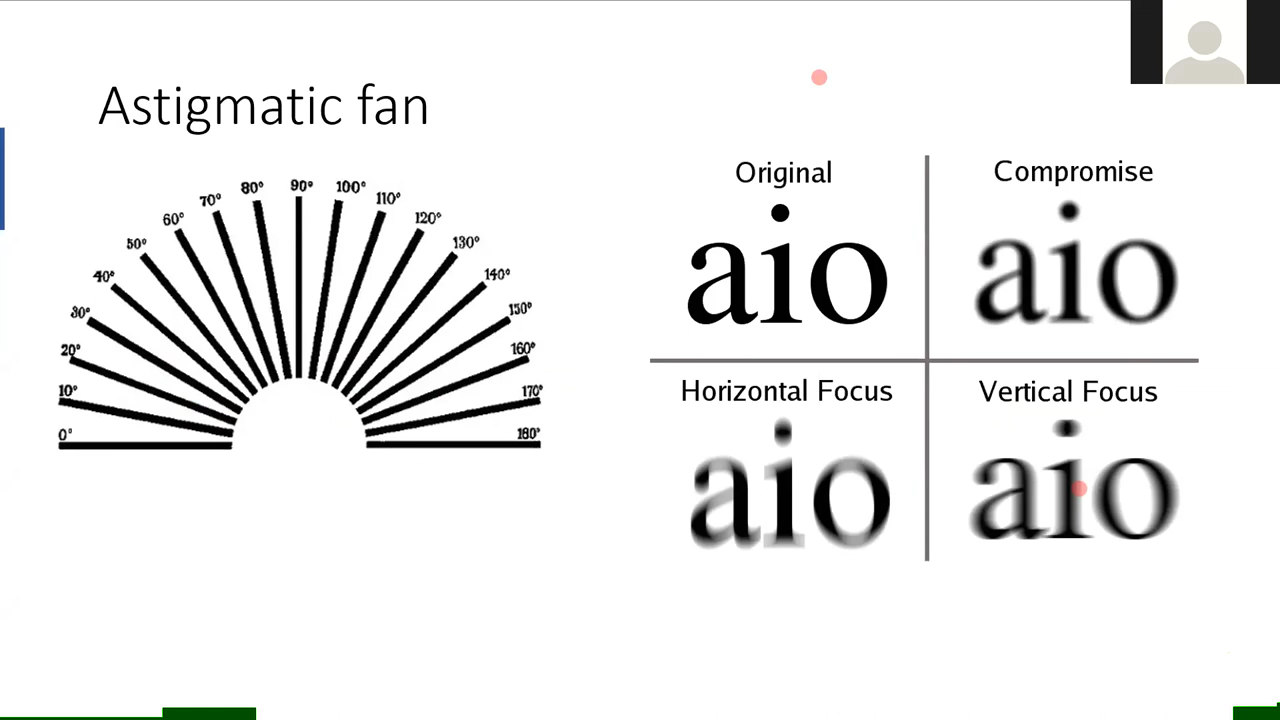 Astigmatic fan
0°
10°
20°
30°
40°
50°
60°
70°
80°
90°
100°
110°
120°
130°
140°
150°
160°
170°
180°
Original
aio
Compromise
aio
Horizontal Focus
aio
Vertical Focus
aio